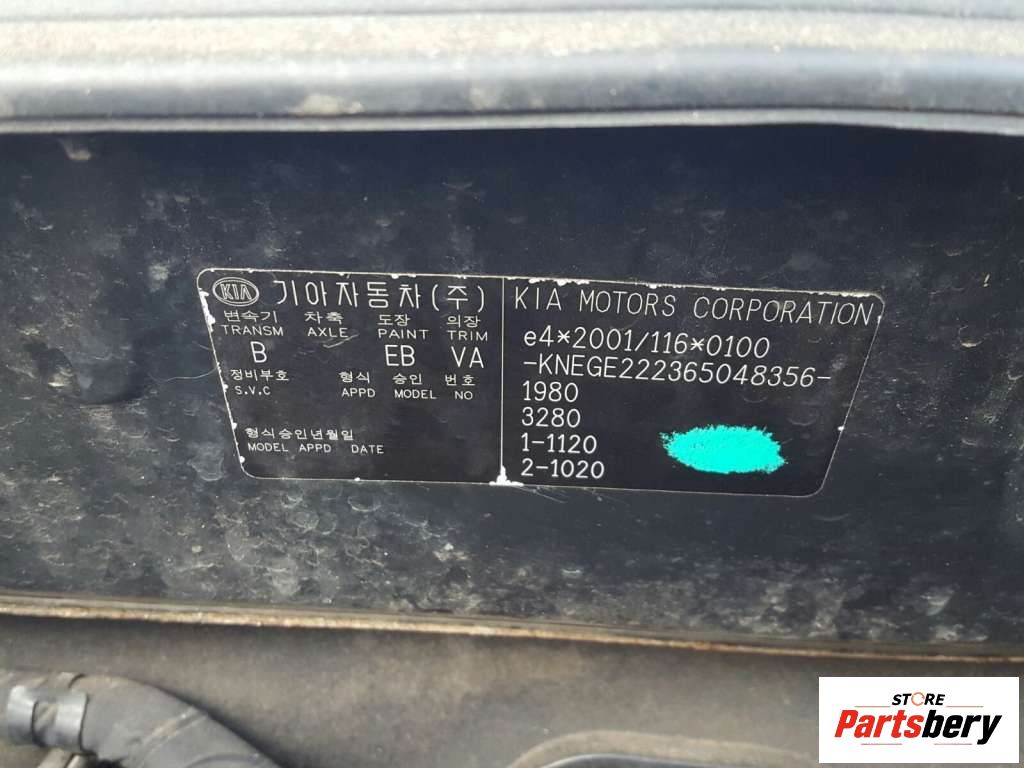 KIA 기아자동차(주)
변속기 차축 도장 의장
TRANSM AXLE PAINT TRIM
B EB VA
정비부호 형식 승인 번호
S.V.C APPD MODEL NO
형식승인년월일
MODEL APPD DATE
KIA MOTORS CORPORATION
e4*2001/116*0100
-KNEGE222365048356-
1980
3280
1-1120
2-1020
STORE
Partsbery